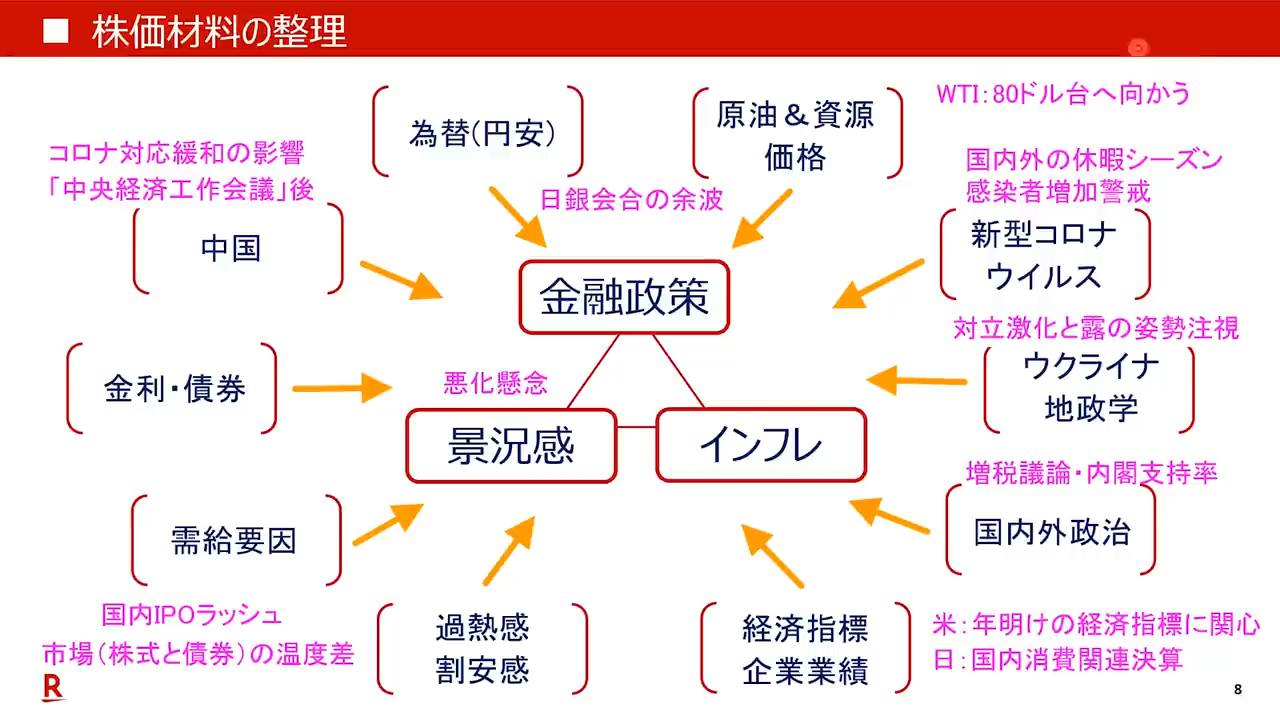 ■ 株価材料の整理
為替(円安)
原油＆資源
価格
WTI：80ドル台へ向かう
コロナ対応緩和の影響
「中央経済工作会議」後
中国
日銀会合の余波
国内外の休暇シーズン
感染者増加警戒
新型コロナ
ウイルス
金融政策
対立激化と露の姿勢注視
ウクライナ
地政学
金利・債券
悪化懸念
景況感
インフレ
増税議論・内閣支持率
国内外政治
需給要因
国内IPOラッシュ
市場（株式と債券）の温度差
過熱感
割安感
経済指標
企業業績
米：年明けの経済指標に関心
日：国内消費関連決算
R
8